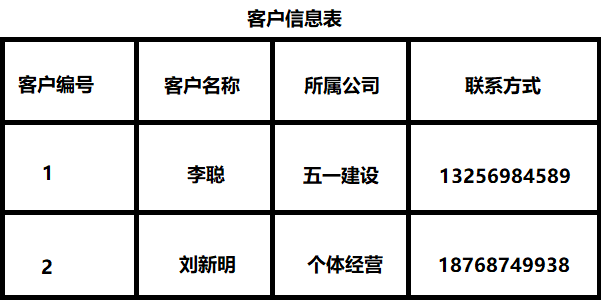 客户信息表
客户编号 客户名称 所属公司 联系方式
1 李聪 五一建设 13256984589
2 刘新明 个体经营 18768749938